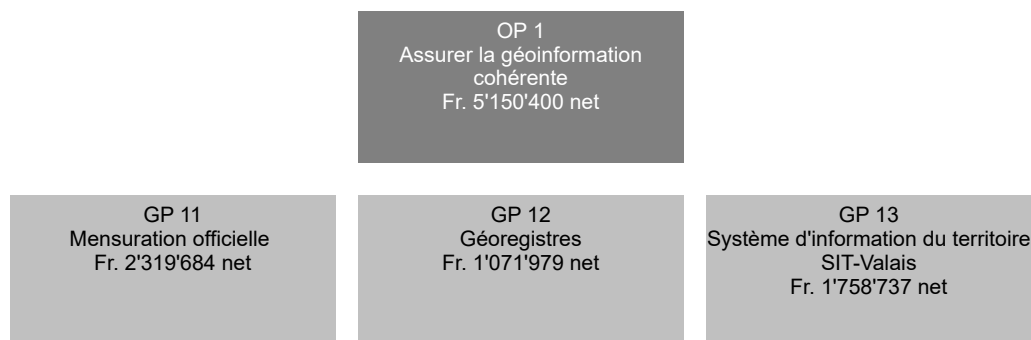 OP 1
Assurer la géoinformation
cohérente
Fr. 5'150'400 net
GP 11
Mensuration officielle
Fr. 2'319'684 net
GP 12
Géoregistres
Fr. 1'071'979 net
GP 13
Système d'information du territoire
SIT-Valais
Fr. 1'758'737 net